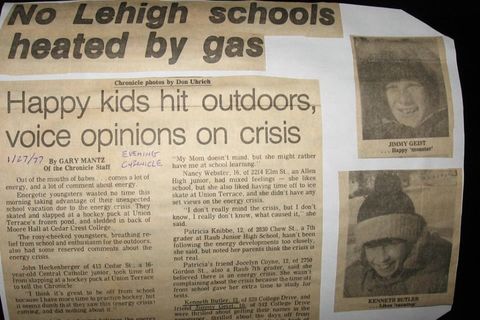 No Lehigh schools
heated by gas
Chronicle photos by Don Ulrich
Happy kids hit outdoors,
voice opinions on crisis
1/27/77
EVENING
CHRONICLE
By GARY MANTZ
Of the Chronicle Staff
Out of the mouths of babes . . . comes a lot of
energy, and a lot of comment about energy.
Energetic youngsters wasted no time this
morning taking advantage of their unexpected
school vacation due to the energy crisis. They
skated and slapped at a hockey puck at Union
Terrace's frozen pond, and sledded in back of
Moore Hall at Cedar Crest College.
The rosy-cheeked youngsters, breathing re-
lief from school and enthusiasm for the outdoors,
also had some reserved comments about the
energy crisis.
John Heckenberger of 413 Cedar St., a 16-
year-old Central Catholic junior, took time off
from slapping at a hockey puck at Union Terrace
to tell the Chronicle.
"I think it's great to be off from school
because I have more time to practice hockey, but
it seems dumb that they saw this (energy crisis)
coming, and did nothing about it."
"My Mom doesn't mind, but she might rather
have me at school learning."
Nancy Webster, 16, of 2214 Elm St., an Allen
High junior, had mixed feelings — she likes
school, but she also liked having time off to ice
skate at Union Terrace, and she didn't have any
set views on the energy crisis.
"I don't really mind the crisis, but I don't
know, I really don't know, what caused it," she
said.
Patricia Knibbe, 12, of 2830 Chew St., a 7th
grader at Raub Junior High School, hasn't been
following the energy developments too closely,
she said, but noted her parents think the crisis is
not real.
Patricia's friend Jocelyn Coyne, 12, of 2750
Gordon St., also a Raub 7th grader, said she
wasn't
believed there is an energy crisis. She wasn't
complaining about the crisis because the time off
from school gave her extra time to study for
tests.
Kenneth Butler, 12, of 529 College Drive, and
friend Jimmy Geist, 10, of 542 College Drive
were thrilled about getting their names in the
JIMMY GEIST
. . . Happy 'monster'
KENNETH BUTLER